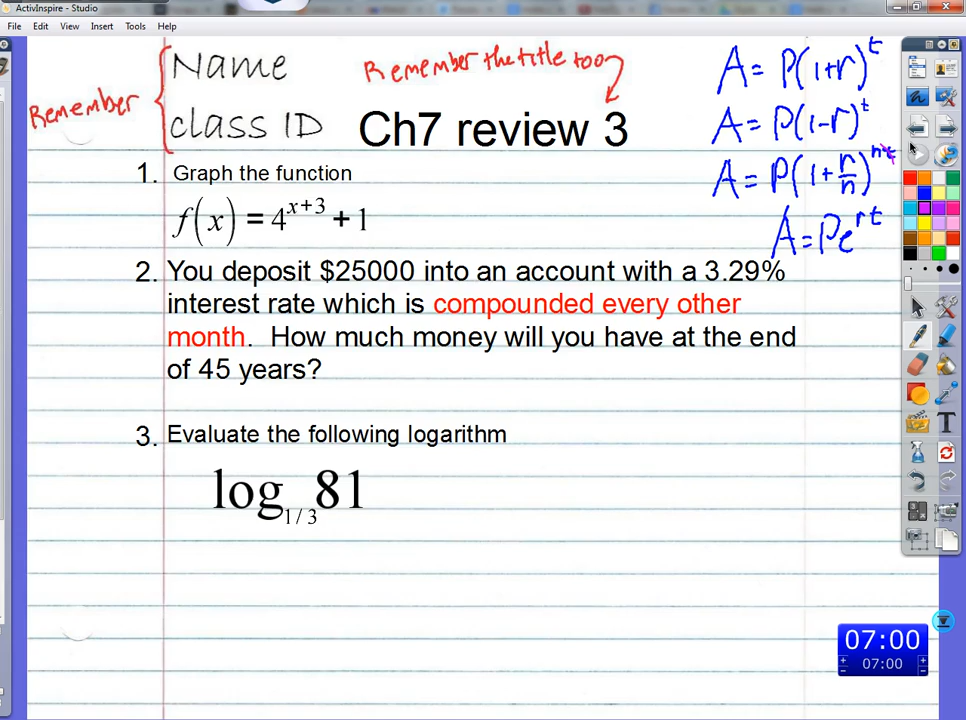 ActivInspire - Studio
File Edit View Insert Tools Help
Name
Remember the title too
Remember
class ID
Ch7 review 3
A = P(1+r)^t
A = P(1-r)^t
A = P(1+r/n)^nt
A = Pe^rt
1. Graph the function
f(x) = 4^x+3 + 1
2. You deposit $25000 into an account with a 3.29%
interest rate which is compounded every other
month. How much money will you have at the end
of 45 years?
3. Evaluate the following logarithm
log1/3 81
07:00
07:00